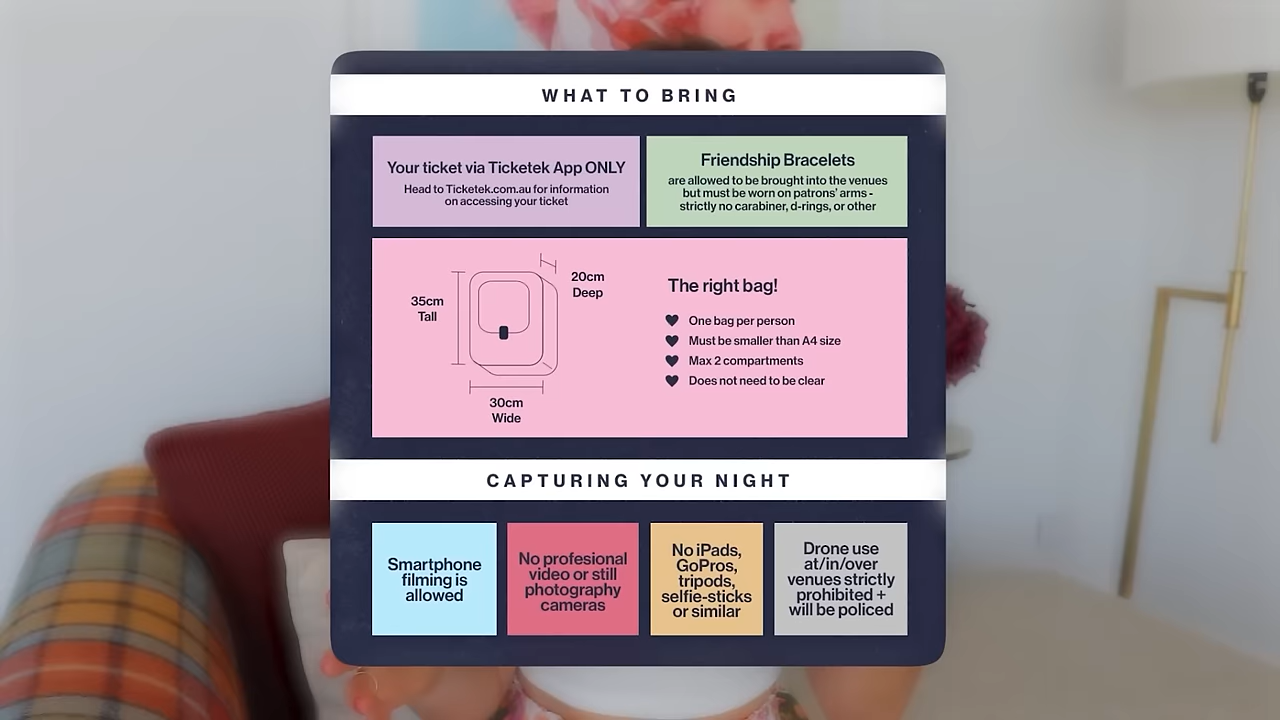 WHAT TO BRING
Your ticket via Ticketek App ONLY
Head to Ticketek.com.au for information
on accessing your ticket
Friendship Bracelets
are allowed to be brought into the venues
but must be worn on patrons' arms -
strictly no carabiner, d-rings, or other
35cm
Tall
20cm
Deep
30cm
Wide
The right bag!
One bag per person
Must be smaller than A4 size
Max 2 compartments
Does not need to be clear
CAPTURING YOUR NIGHT
Smartphone
filming is
allowed
No profesional
video or still
photography
cameras
No iPads,
GoPros,
tripods,
selfie-sticks
or similar
Drone use
at/in/over
venues strictly
prohibited +
will be policed